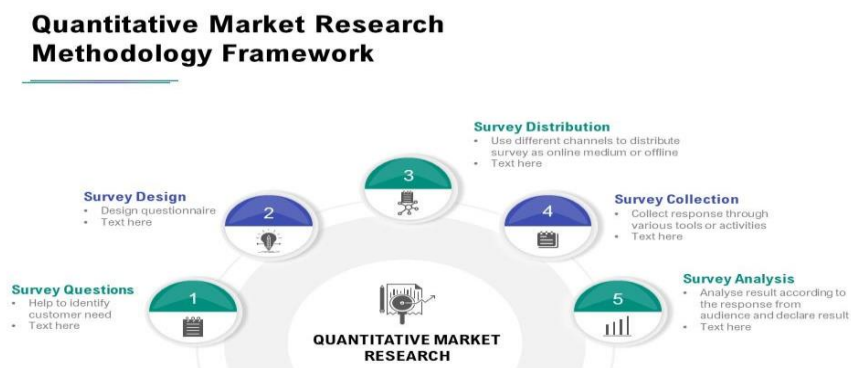 Quantitative Market Research
Methodology Framework
Survey Distribution
• Use different channels to distribute
survey as online medium or offline
• Text here
3
Survey Design
• Design questionnaire
• Text here
2
4
Survey Collection
• Collect response through
various tools or activities
• Text here
Survey Questions
• Help to identify
customer need
• Text here
1
5
Survey Analysis
• Analyse result according to
the response from
audience and declare result
• Text here
QUANTITATIVE MARKET
RESEARCH